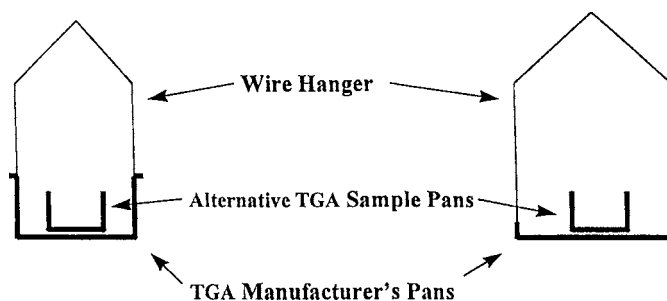 Wire Hanger
Alternative TGA Sample Pans
TGA Manufacturer's Pans